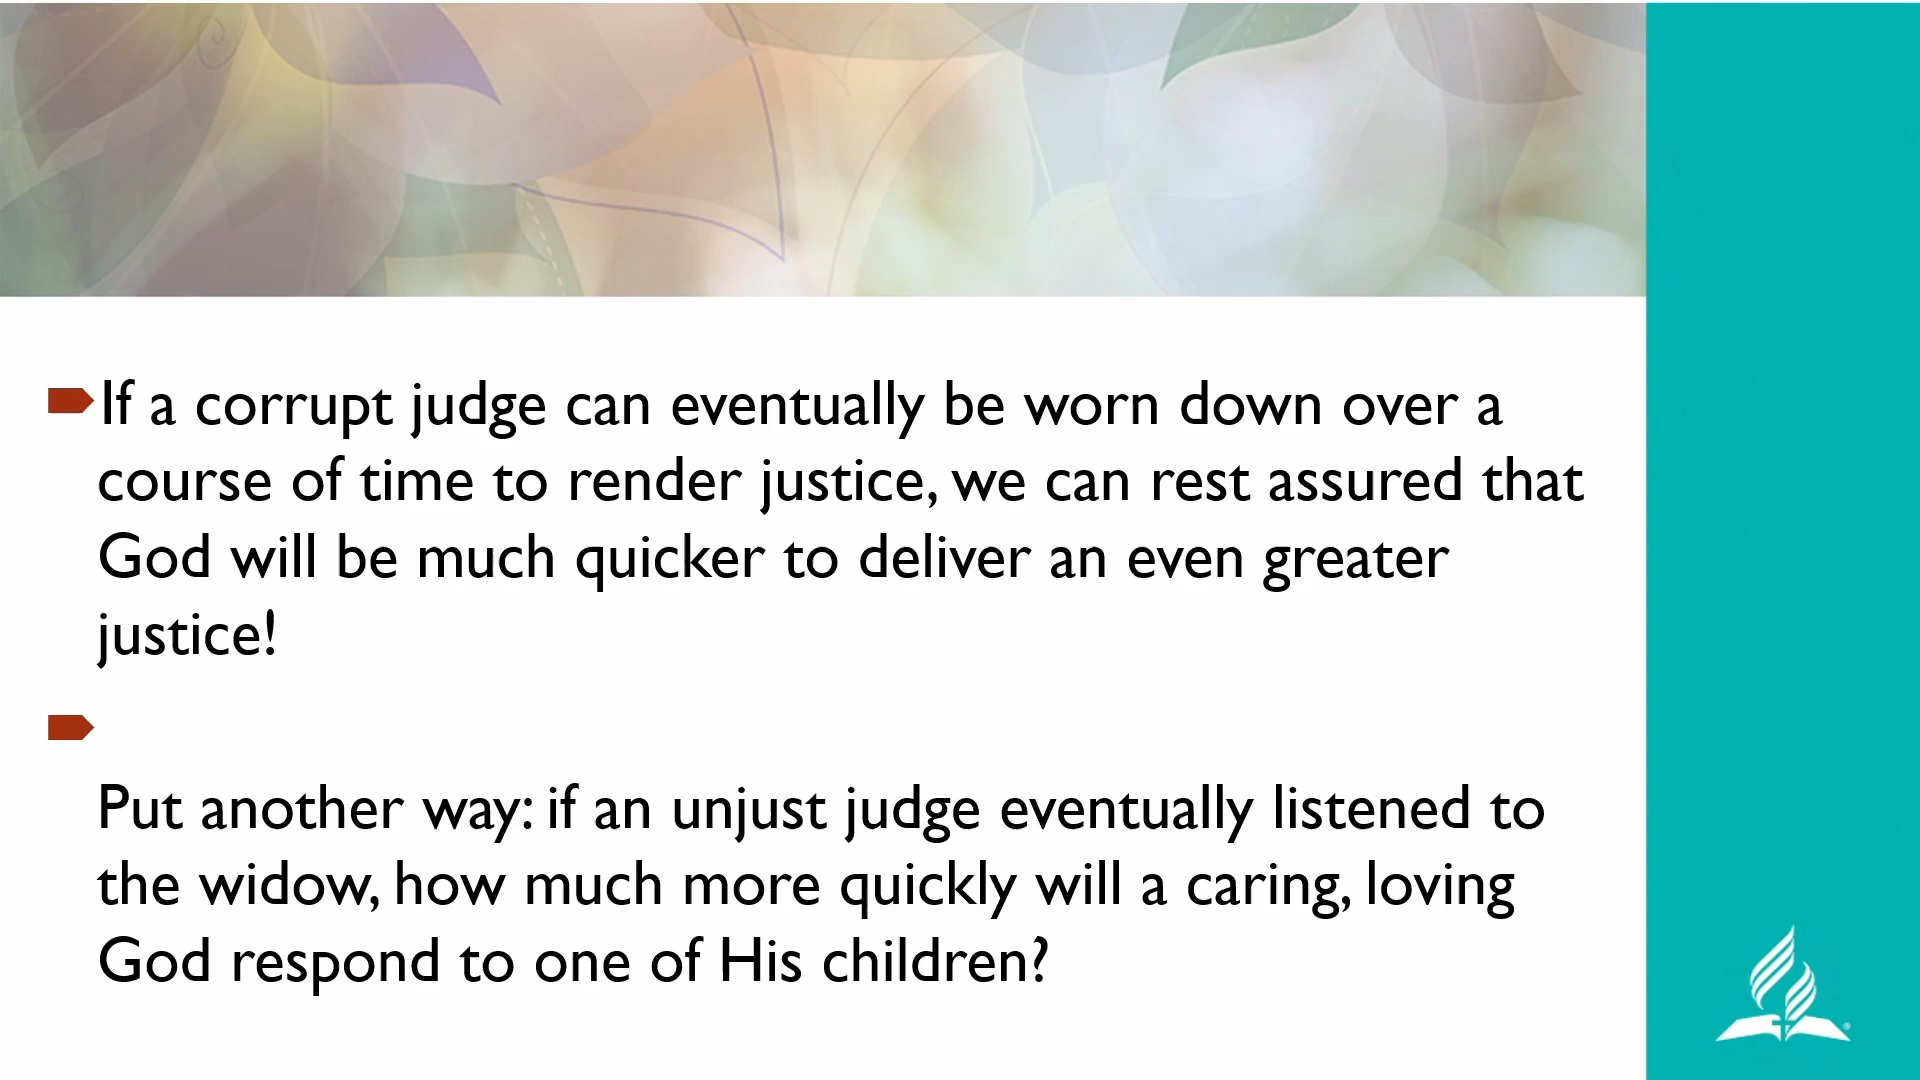 If a corrupt judge can eventually be worn down over a
course of time to render justice, we can rest assured that
God will be much quicker to deliver an even greater
justice!
Put another way: if an unjust judge eventually listened to
the widow, how much more quickly will a caring, loving
God respond to one of His children?